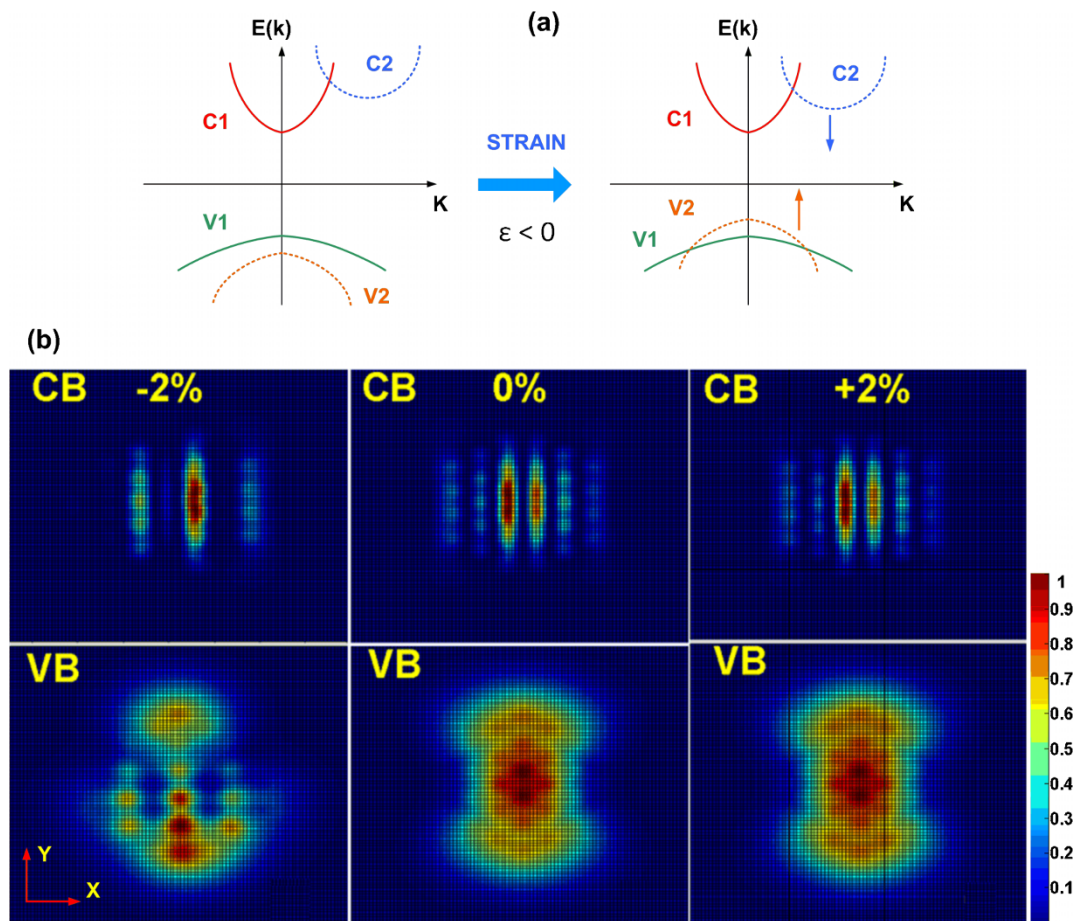 (a)
E(k)
C2
C1
K
V1
V2
STRAIN
ε < 0
C2
C1
K
V2
V1
(b)
CB -2%
CB 0%
CB +2%
VB
VB
VB
Y
X
1
0.9
0.8
0.7
0.6
0.5
0.4
0.3
0.2
0.1
E(k)